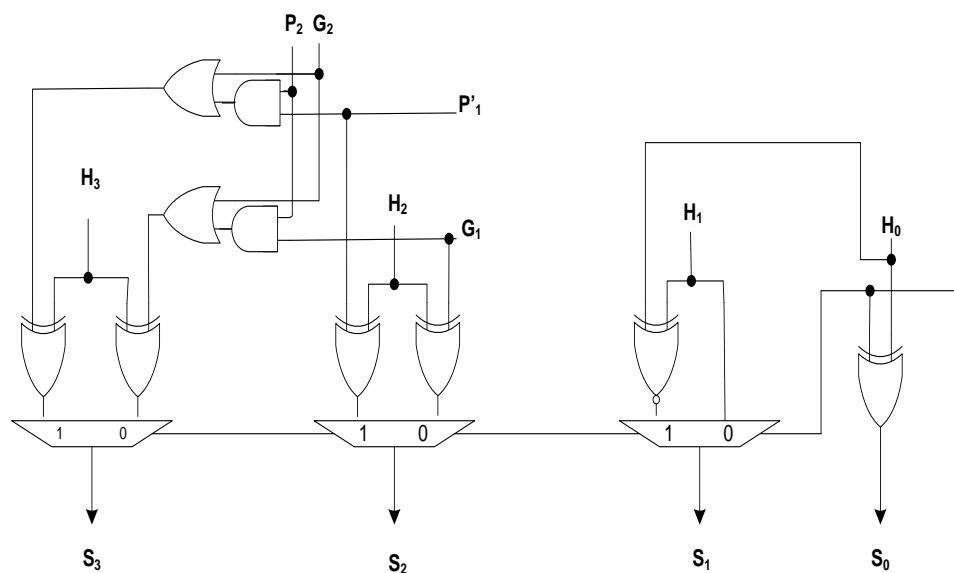 P₂ G₂
P'₁
H₃
H₂
G₁
H₁
H₀
1 0
1 0
1 0
S₃
S₂
S₁
S₀